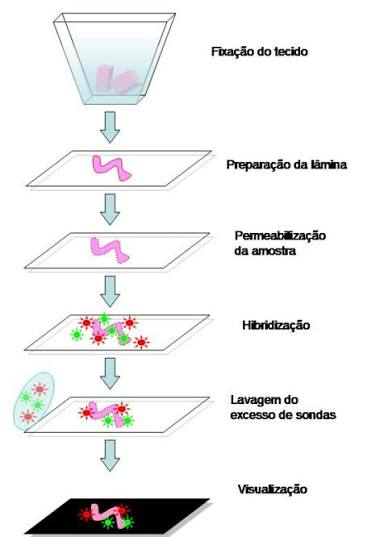 Fixação do tecido
Preparação da lâmina
Permeabilização
da amostra
Hibridização
Lavagem do
excesso de sondas
Visualização